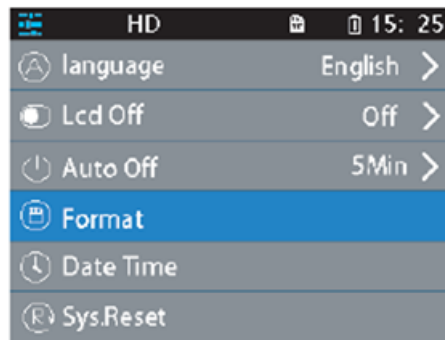 HD 15: 25
language English
Lcd Off Off
Auto Off 5Min
Format
Date Time
Sys.Reset